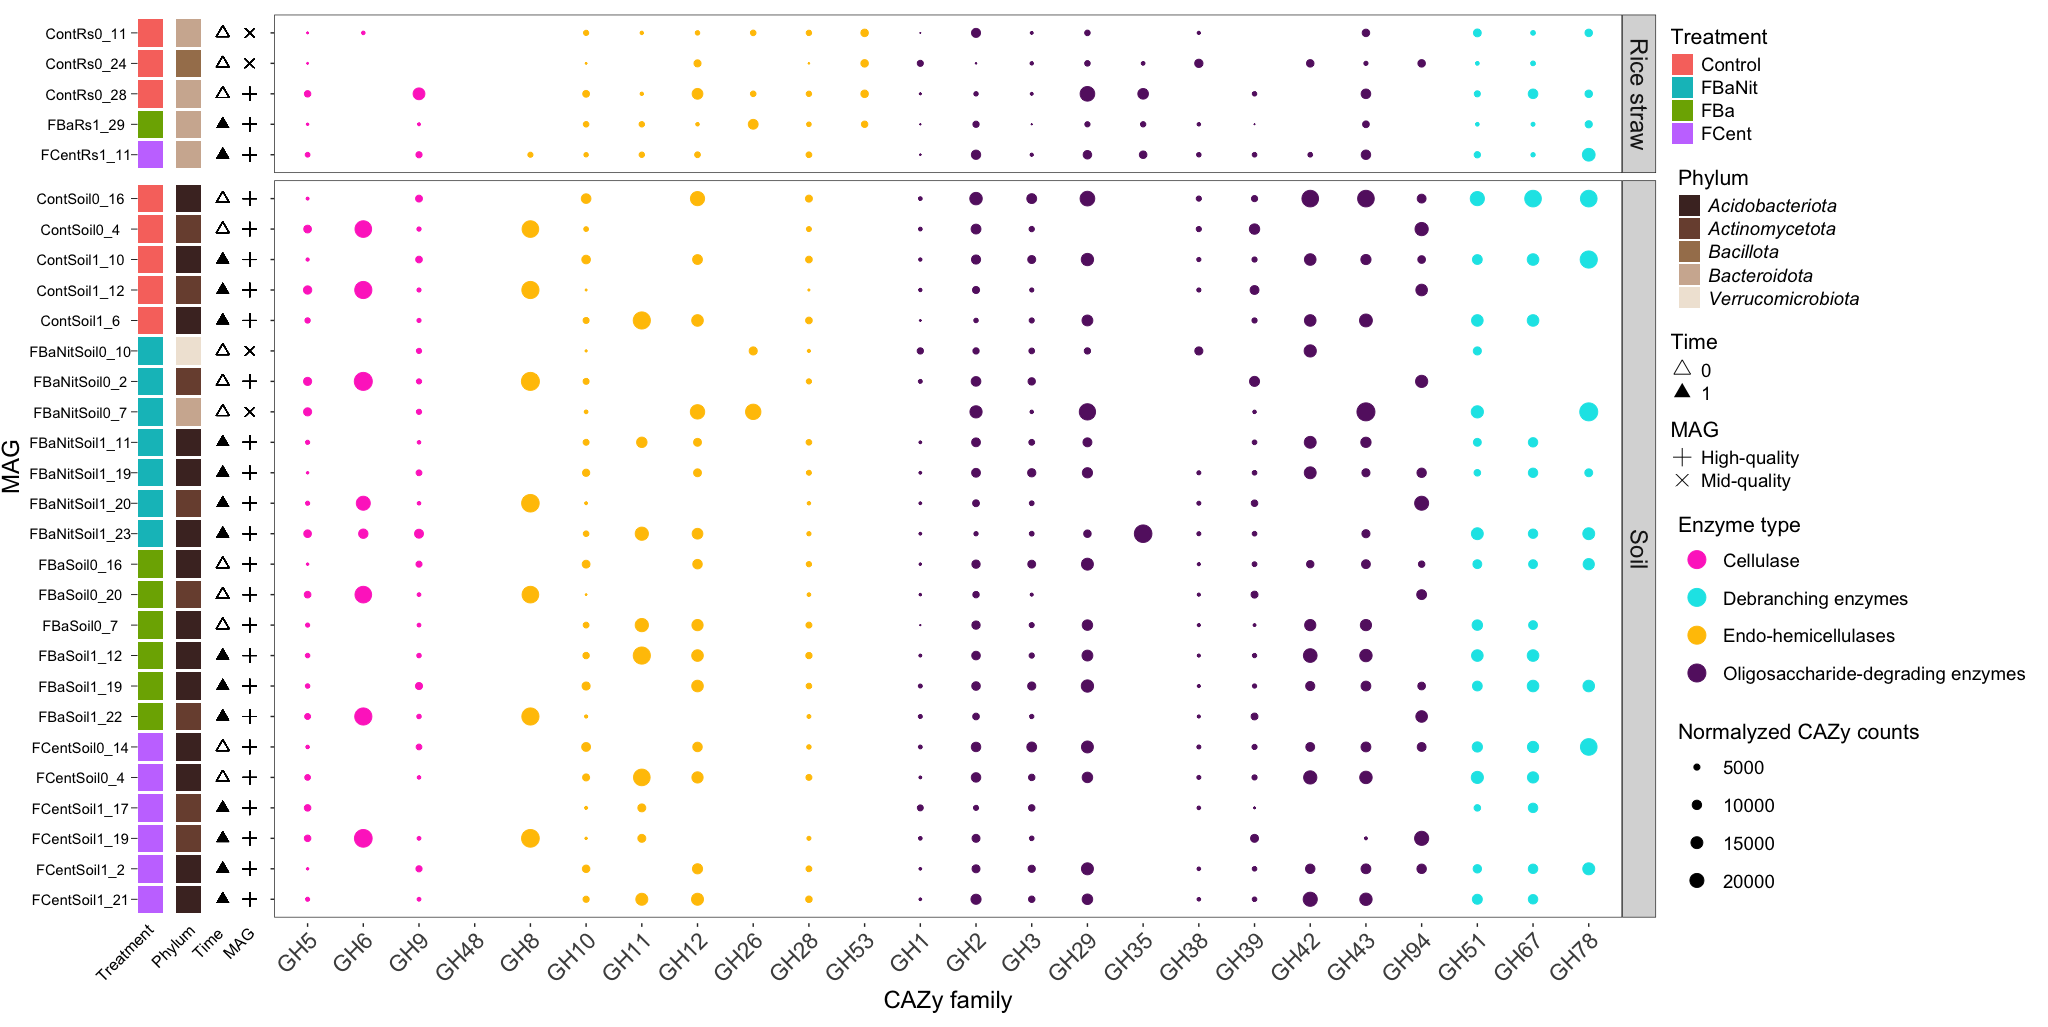 ContRs0_11
ContRs0_24
ContRs0_28
FBaRs1_29
FCentRs1_11
Rice straw
ContSoil0_16
ContSoil0_4
ContSoil1_10
ContSoil1_12
ContSoil1_6
FBaNitSoil0_10
FBaNitSoil0_2
FBaNitSoil0_7
FBaNitSoil1_11
FBaNitSoil1_19
FBaNitSoil1_20
FBaNitSoil1_23
FBaSoil0_16
FBaSoil0_20
FBaSoil0_7
FBaSoil1_12
FBaSoil1_19
FBaSoil1_22
FCentSoil0_14
FCentSoil0_4
FCentSoil1_17
FCentSoil1_19
FCentSoil1_2
FCentSoil1_21
Soil
MAG
Treatment
Phylum
Time
MAG
GH5
GH6
GH9
GH48
GH8
GH10
GH11
GH12
GH26
GH28
GH53
GH1
GH2
GH3
GH29
GH35
GH38
GH39
GH42
GH43
GH94
GH51
GH67
GH78
CAZy family
Treatment
Control
FBaNit
FBa
FCent
Phylum
Acidobacteriota
Actinomycetota
Bacillota
Bacteroidota
Verrucomicrobiota
Time
0
1
MAG
High-quality
Mid-quality
Enzyme type
Cellulase
Debranching enzymes
Endo-hemicellulases
Oligosaccharide-degrading enzymes
Normalyzed CAZy counts
5000
10000
15000
20000